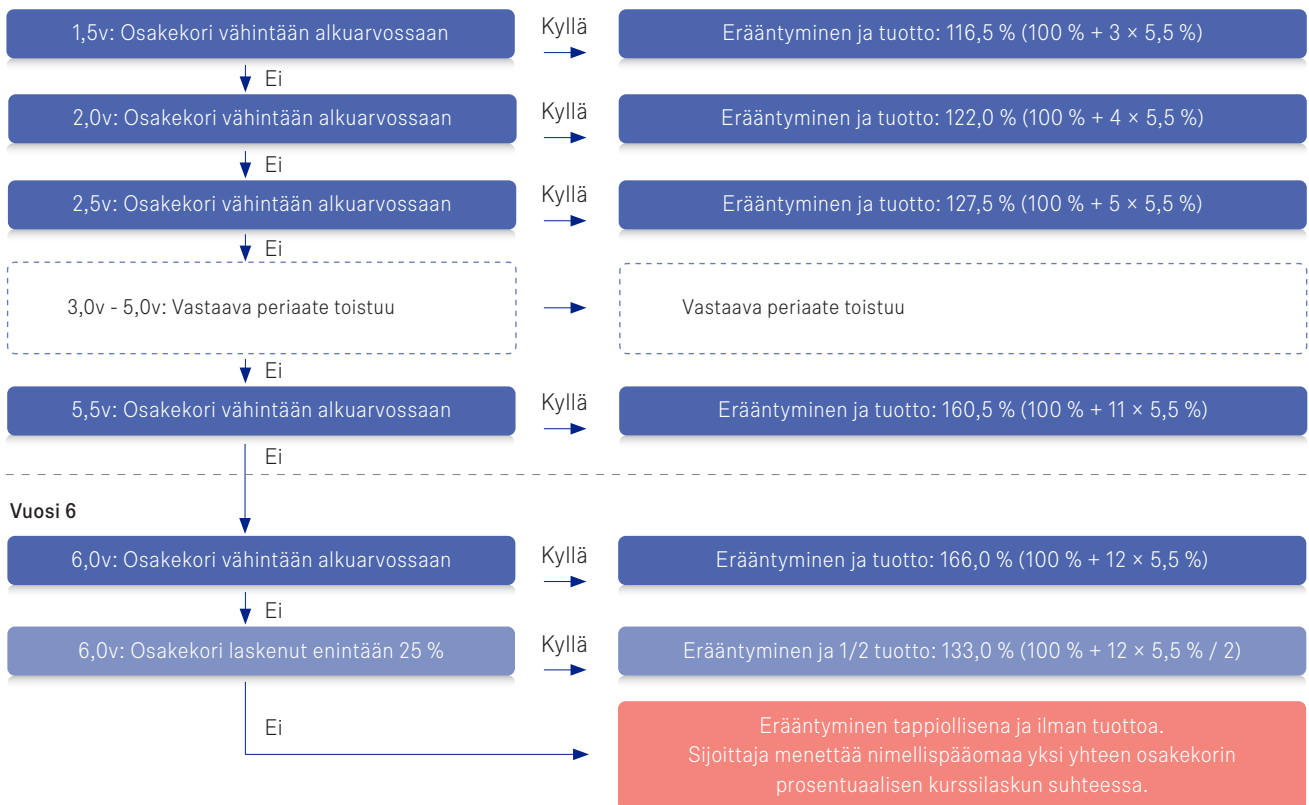 1,5v: Osakekori vähintään alkuarvossaan
Kyllä
Erääntyminen ja tuotto: 116,5 % (100 % + 3 × 5,5 %)
Ei
2,0v: Osakekori vähintään alkuarvossaan
Kyllä
Erääntyminen ja tuotto: 122,0 % (100 % + 4 × 5,5 %)
Ei
2,5v: Osakekori vähintään alkuarvossaan
Kyllä
Erääntyminen ja tuotto: 127,5 % (100 % + 5 × 5,5 %)
Ei
3,0v - 5,0v: Vastaava periaate toistuu
Vastaava periaate toistuu
Ei
5,5v: Osakekori vähintään alkuarvossaan
Kyllä
Erääntyminen ja tuotto: 160,5 % (100 % + 11 × 5,5 %)
Ei
Vuosi 6
6,0v: Osakekori vähintään alkuarvossaan
Kyllä
Erääntyminen ja tuotto: 166,0 % (100 % + 12 × 5,5 %)
Ei
6,0v: Osakekori laskenut enintään 25 %
Kyllä
Erääntyminen ja 1/2 tuotto: 133,0 % (100 % + 12 × 5,5 % / 2)
Ei
Erääntyminen tappiollisena ja ilman tuottoa.
Sijoittaja menettää nimellispääomaa yksi yhteen osakekorin
prosentuaalisen kurssilaskun suhteessa.